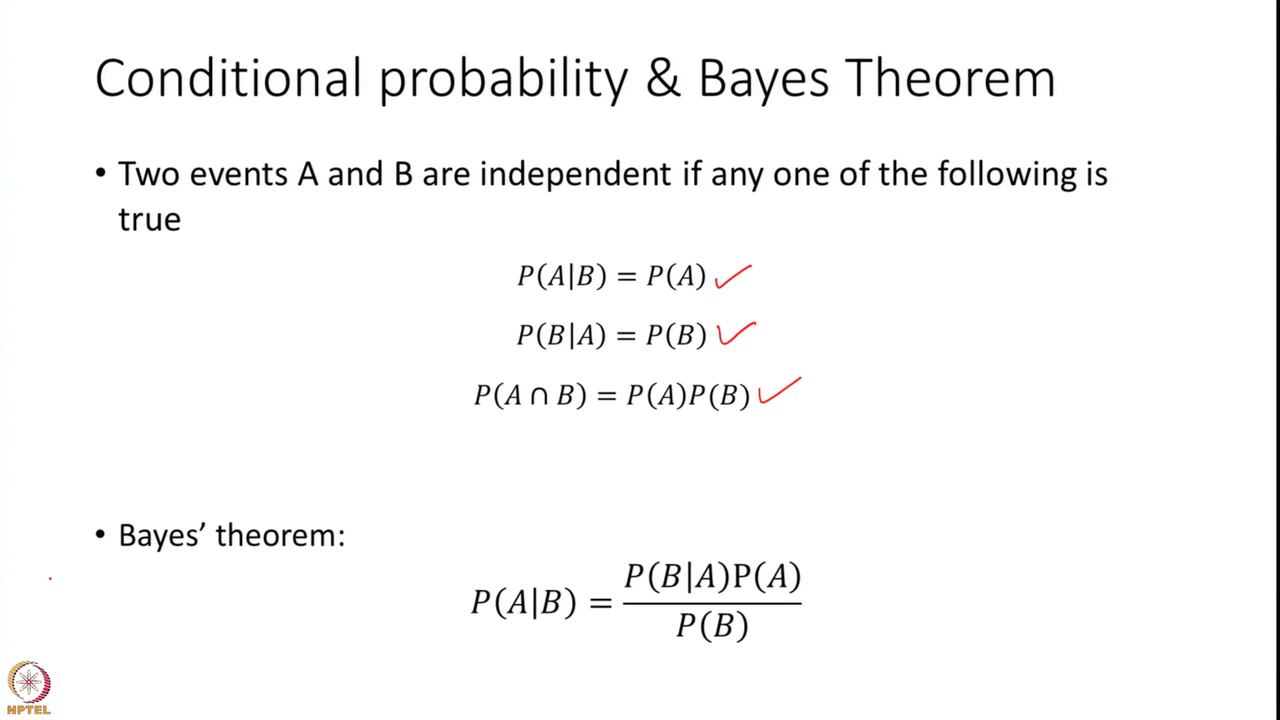 Conditional probability & Bayes Theorem
• Two events A and B are independent if any one of the following is
true
P(A|B) = P(A)
P(B|A) = P(B)
P(A ∩ B) = P(A)P(B)
• Bayes’ theorem:
P(A|B) = P(B|A)P(A) / P(B)
NPTEL